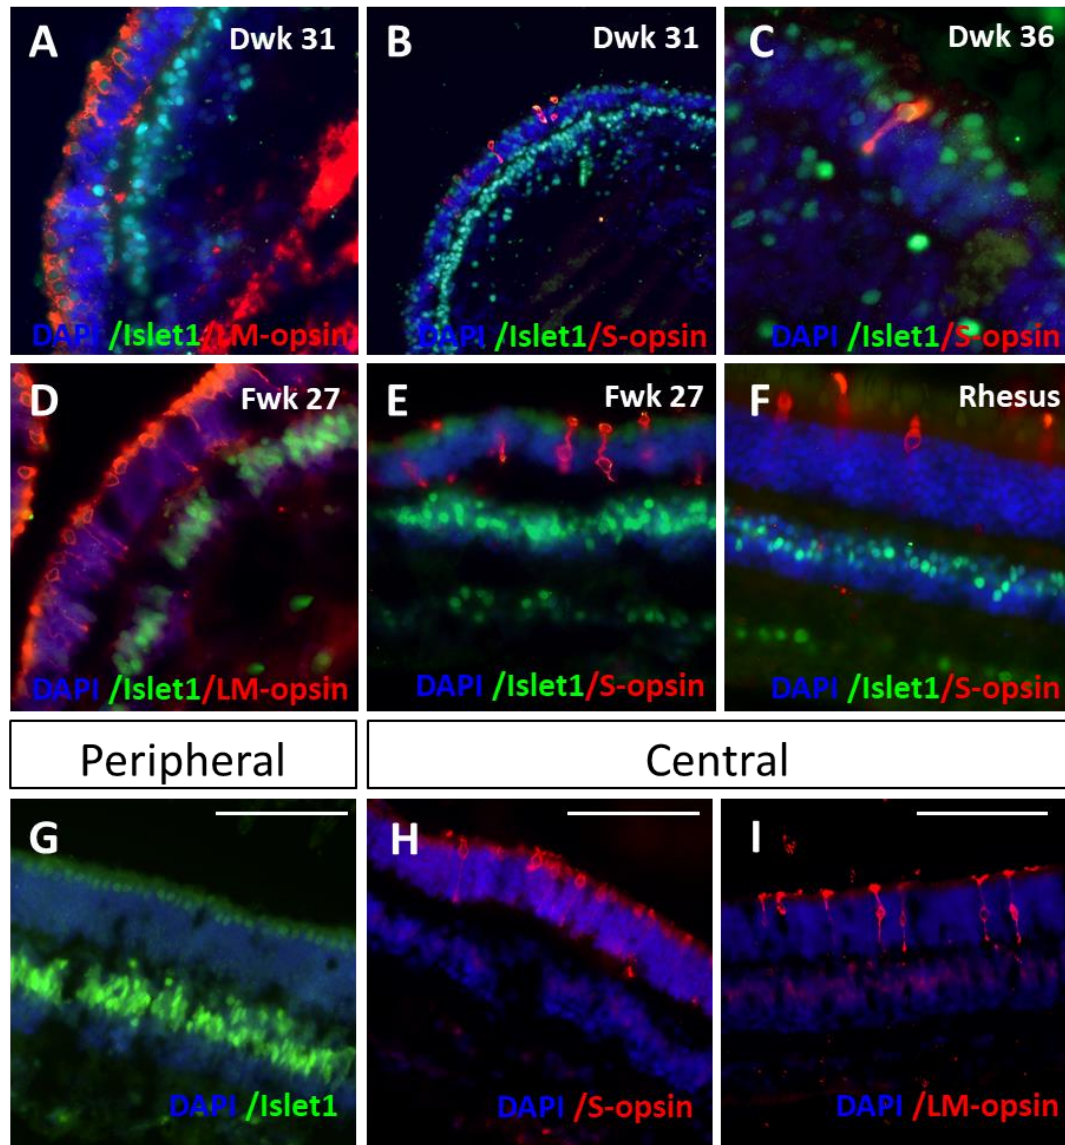 A Dwk 31
DAPI /Islet1/LM-opsin
B Dwk 31
DAPI /Islet1/S-opsin
C Dwk 36
DAPI /Islet1/S-opsin
D Fwk 27
DAPI /Islet1/LM-opsin
E Fwk 27
DAPI /Islet1/S-opsin
F Rhesus
DAPI /Islet1/S-opsin
Peripheral
Central
G
DAPI /Islet1
H
DAPI /S-opsin
I
DAPI /LM-opsin